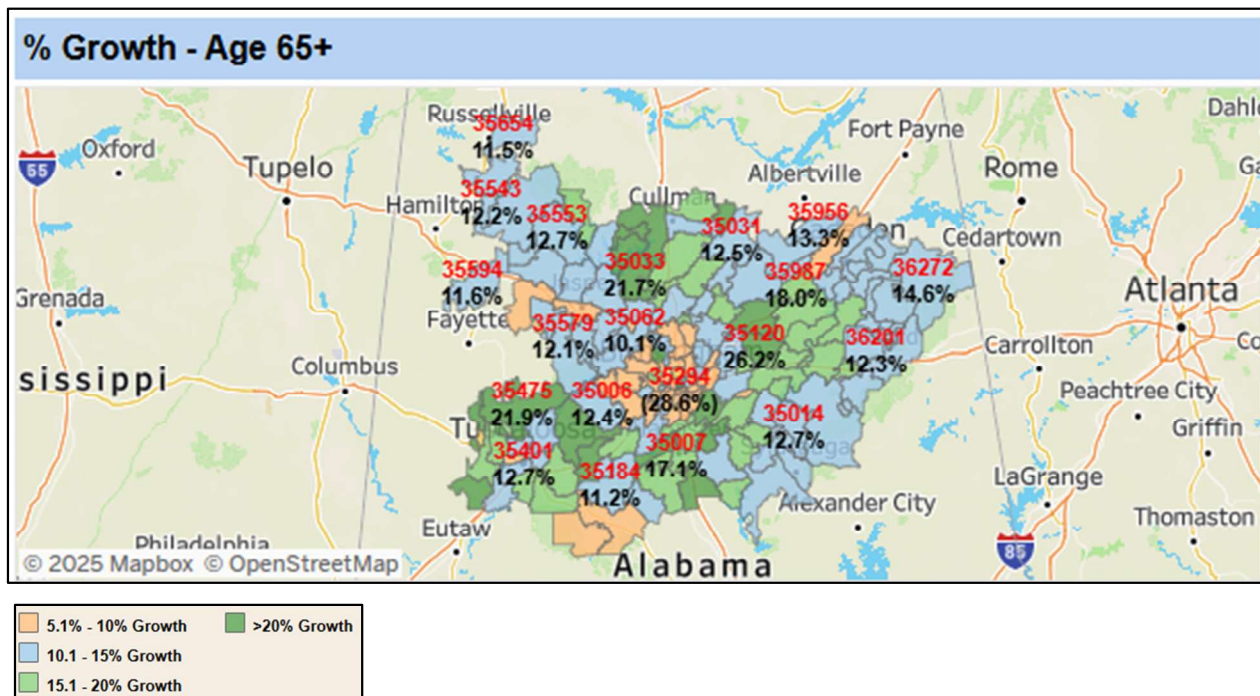 % Growth - Age 65+
Dahl
Russellville
35654
11.5%
Fort Payne
55
Oxford
Tupelo
Albertville
Rome
Ga
35543
12.2%
Hamilton
35553
12.7%
Cullman
35031
12.5%
35956
13.3%
Cedartown
35594
11.6%
35033
21.7%
35987
18.0%
36272
14.6%
Atlanta
Grenada
Fayette
35579
12.1%
35062
10.1%
35120
26.2%
36201
12.3%
Carrollton
Co
Columbus
sissippi
35294
(28.6%)
Peachtree City
35475
21.9%
35006
12.4%
35014
12.7%
Griffin
35401
12.7%
35007
17.1%
35184
11.2%
LaGrange
Alexander City
Eutaw
Thomaston
Philadelphia
85
© 2025 Mapbox © OpenStreetMap
Alabama
5.1% - 10% Growth
>20% Growth
10.1 - 15% Growth
15.1 - 20% Growth